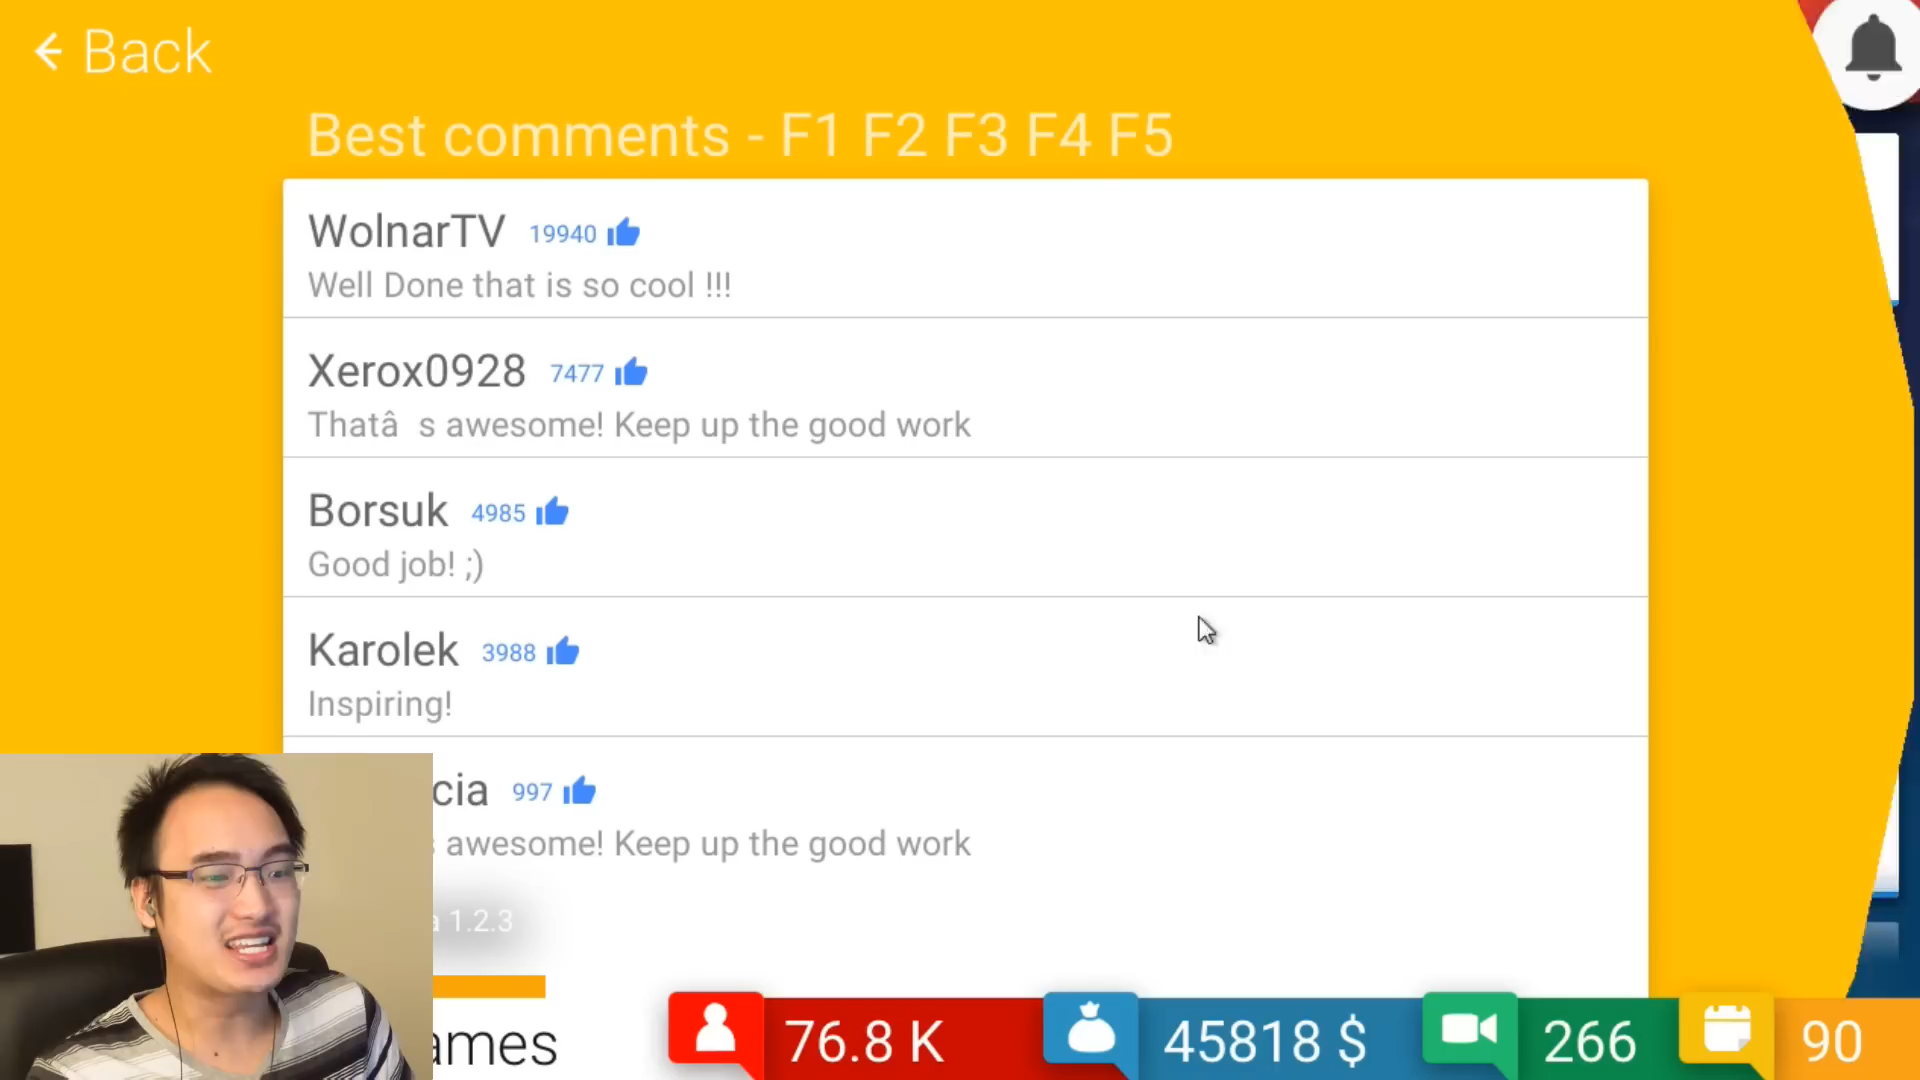 Back
Best comments - F1 F2 F3 F4 F5
WolnarTV 19940
Well Done that is so cool !!!
Xerox0928 7477
Thatâ s awesome! Keep up the good work
Borsuk 4985
Good job! ;)
Karolek 3988
Inspiring!
cia 997
s awesome! Keep up the good work
a 1.2.3
ames
76.8 K
45818 $
266
90